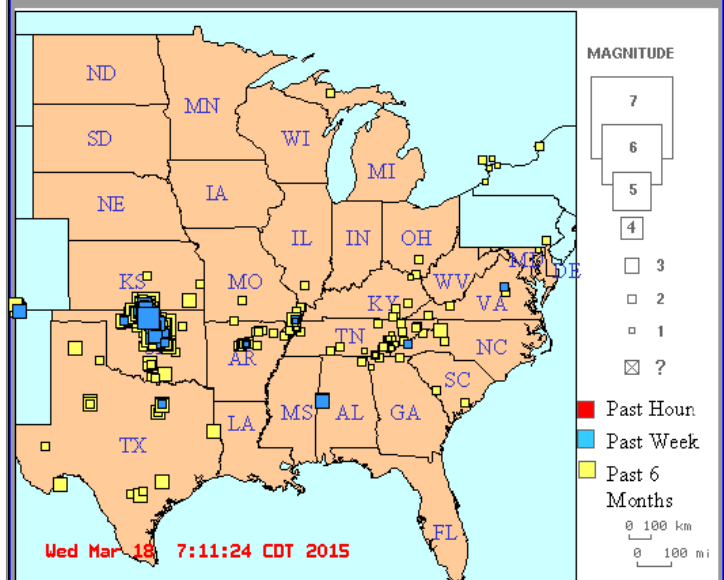 ND
MN
SD
WI
MI
NE
IA
IL
IN
OH
MD
DE
WV
VA
KS
MO
KY
TN
NC
AR
SC
MS
AL
GA
LA
TX
FL
Wed Mar 18 7:11:24 CDT 2015
MAGNITUDE
7
6
5
4
3
2
1
?
Past Hour
Past Week
Past 6
Months
0 100 km
0 100 mi